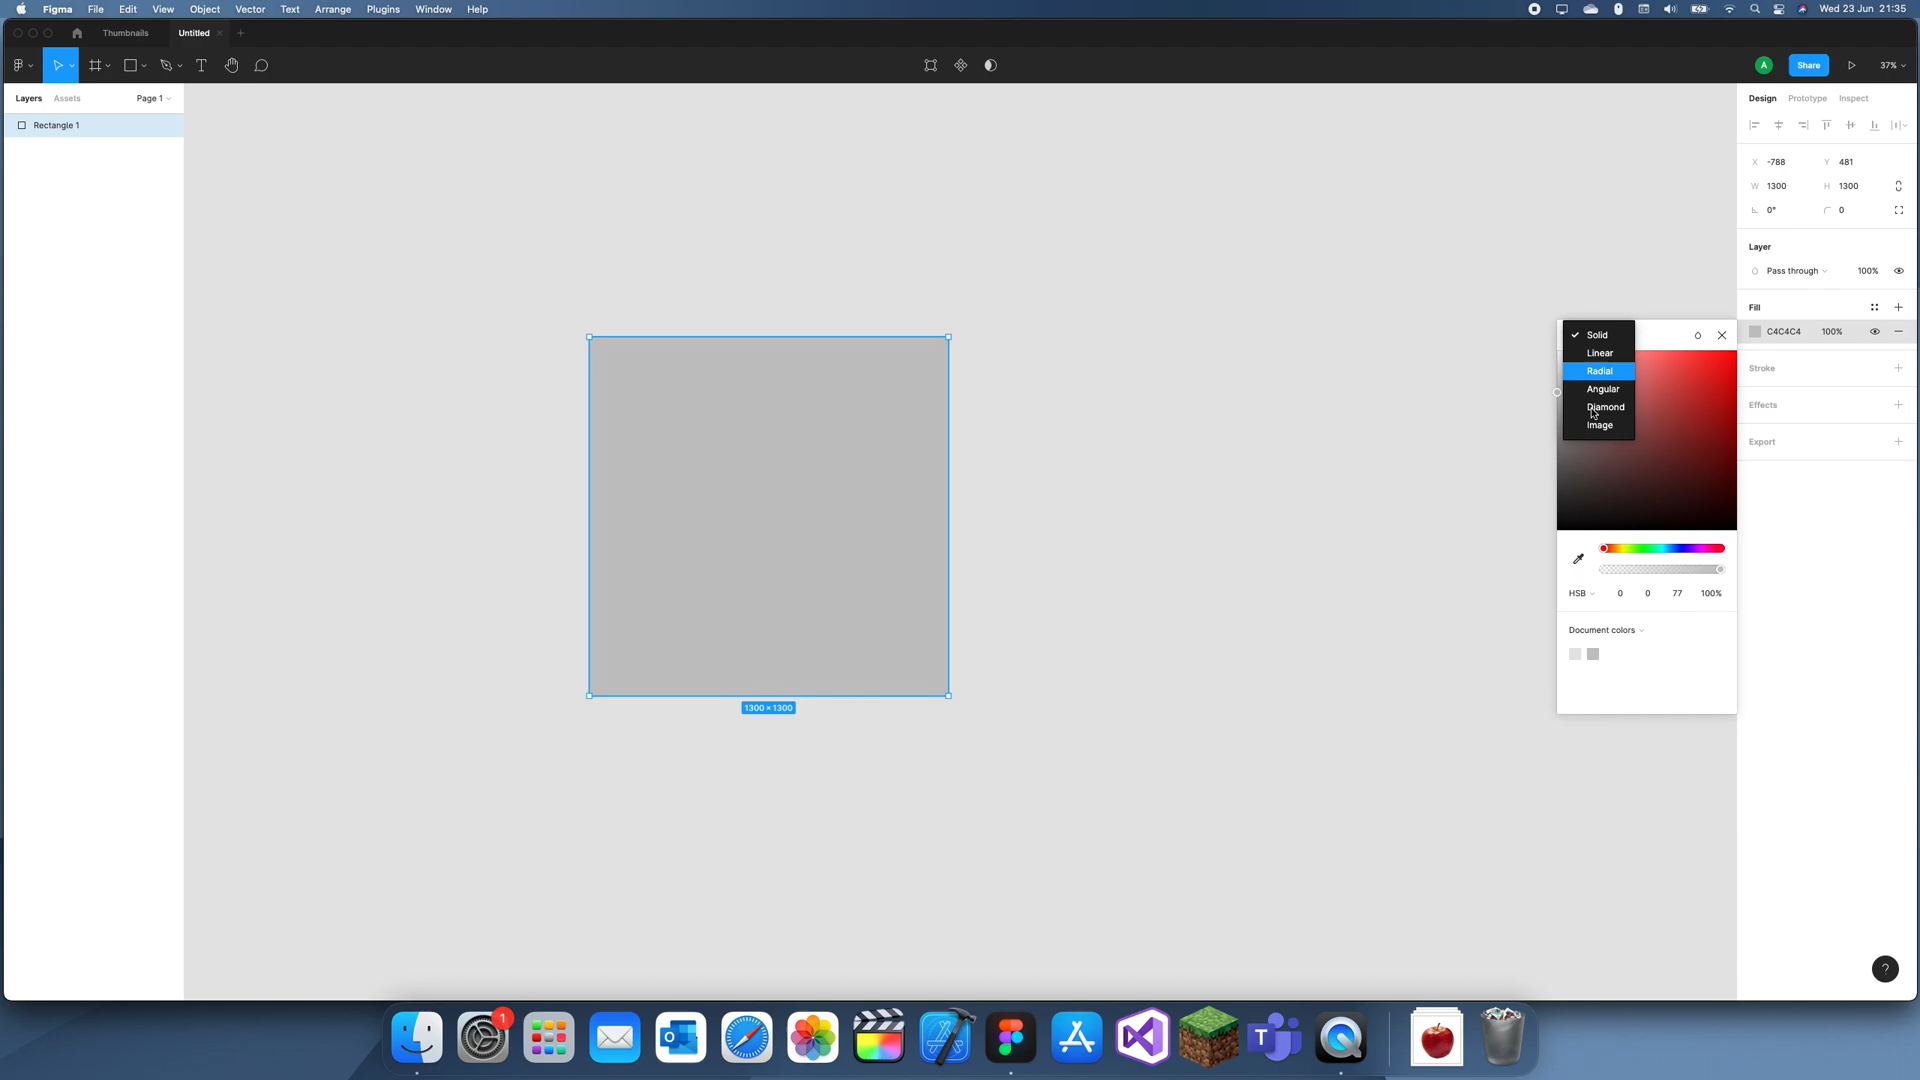 Figma File Edit View Object Vector Text Arrange Plugins Window Help Wed 23 Jun 21:35
Thumbnails Untitled
A Share 37%
Layers Assets Page 1
Design Prototype Inspect
Rectangle 1
X -788 Y 481
W 1300 H 1300
0° 0
Layer
Pass through 100%
Fill
C4C4C4 100%
Stroke
Effects
Export
Solid
Linear
Radial
Angular
Diamond
Image
HSB 0 0 77 100%
Document colors
1300 × 1300
?
1
T